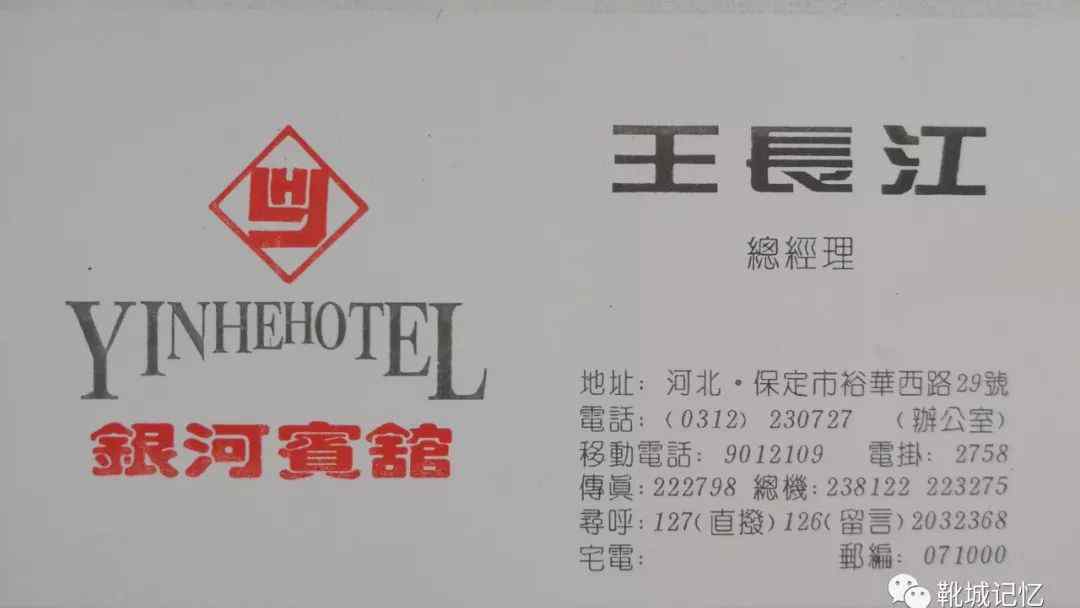 YINHEHOTEL
銀河賓舘
王長江
總經理
地址: 河北·保定市裕華西路29號
電話: (0312) 230727 (辦公室)
移動電話: 9012109 電掛: 2758
傳眞: 222798 總機: 238122 223275
尋呼: 127(直撥) 126(留言) 2032368
宅電: 郵編: 071000
靴城记忆